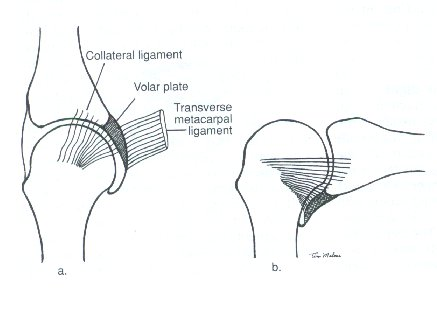 Collateral ligament
Volar plate
Transverse
metacarpal
ligament
a.
b.